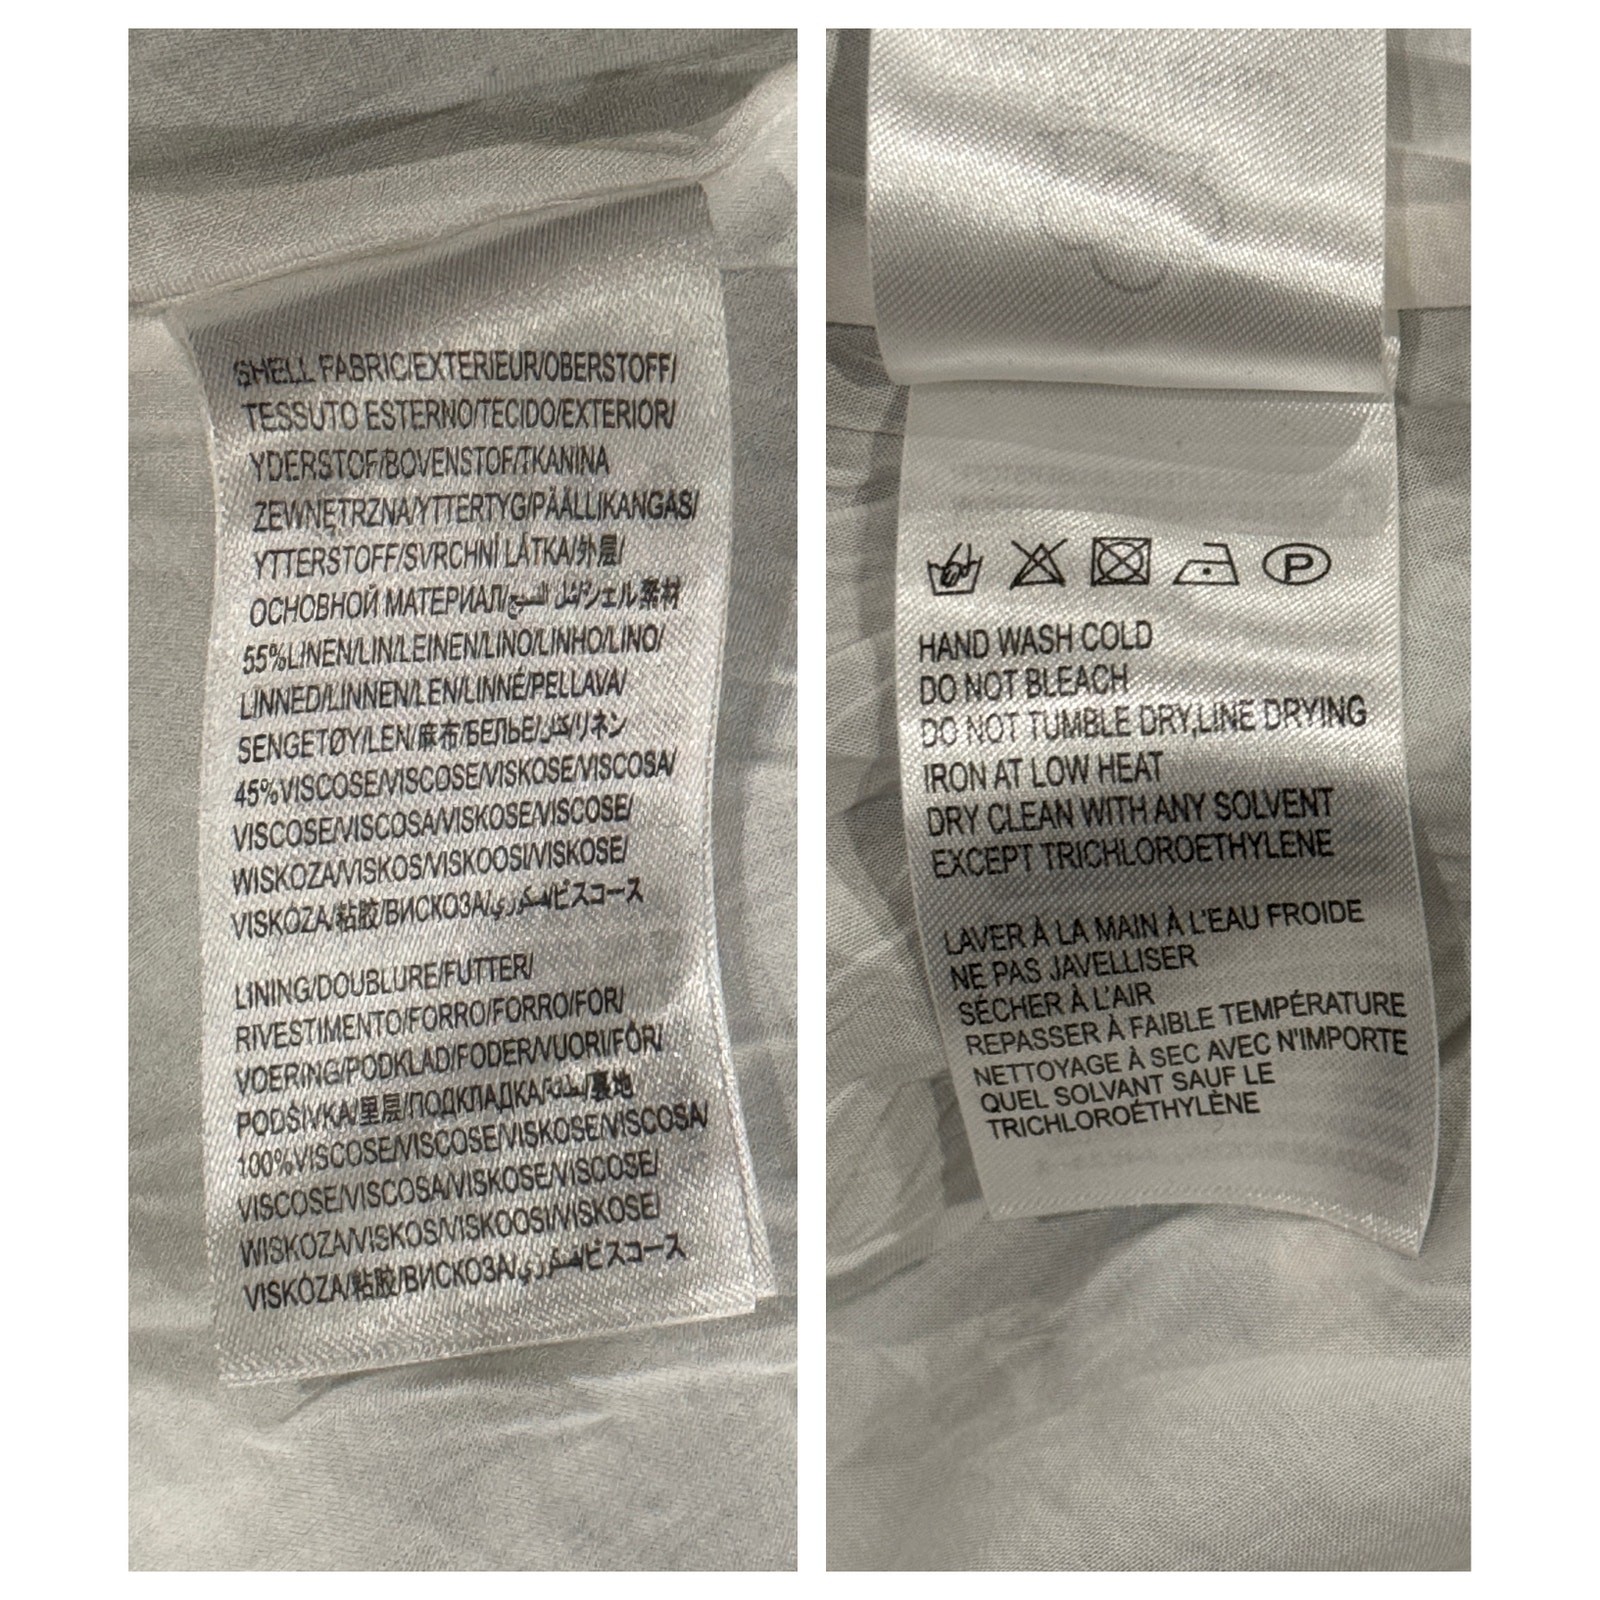 SHELL FABRIC/EXTERIEUR/OBERSTOFF/
TESSUTO ESTERNO/TECIDO/EXTERIOR/
YDERSTOF/BOVENSTOF/TKANINA
ZEWNĘTRZNA/YTTERTYG/PÄÄLLIKANGAS/
YTTERSTOFF/SVRCHNÍ LÁTKA/外层/
ОСНОВНОЙ МАТЕРИАЛ/シェル素材
55%LINEN/LIN/LEINEN/LINO/LINHO/LINO/
LINNED/LINNEN/LEN/LINNÉ/PELLAVA/
SENGETØY/LEN/麻布/БЕЛЬЕ/リネン
45%VISCOSE/VISCOSE/VISKOSE/VISCOSA/
VISCOSE/VISCOSA/VISKOSE/VISCOSE/
WISKOZA/VISKOS/VISKOOSI/VISKOSE/
VISKÓZA/粘胶/ВИСКОЗА/ビスコース
LINING/DOUBLURE/FUTTER/
RIVESTIMENTO/FORRO/FORRO/FOR/
VOERING/PODKLAD/FODER/VUORI/FÔR/
PODŠÍVKA/里层/ПОДКЛАДКА/裏地
100%VISCOSE/VISCOSE/VISKOSE/VISCOSA/
VISCOSE/VISCOSA/VISKOSE/VISCOSE/
WISKOZA/VISKOS/VISKOOSI/VISKOSE/
VISKÓZA/粘胶/ВИСКОЗА/ビスコース
P
HAND WASH COLD
DO NOT BLEACH
DO NOT TUMBLE DRY,LINE DRYING
IRON AT LOW HEAT
DRY CLEAN WITH ANY SOLVENT
EXCEPT TRICHLOROETHYLENE
LAVER À LA MAIN À L'EAU FROIDE
NE PAS JAVELLISER
SÉCHER À L'AIR
REPASSER À FAIBLE TEMPÉRATURE
NETTOYAGE À SEC AVEC N'IMPORTE
QUEL SOLVANT SAUF LE
TRICHLOROÉTHYLÈNE